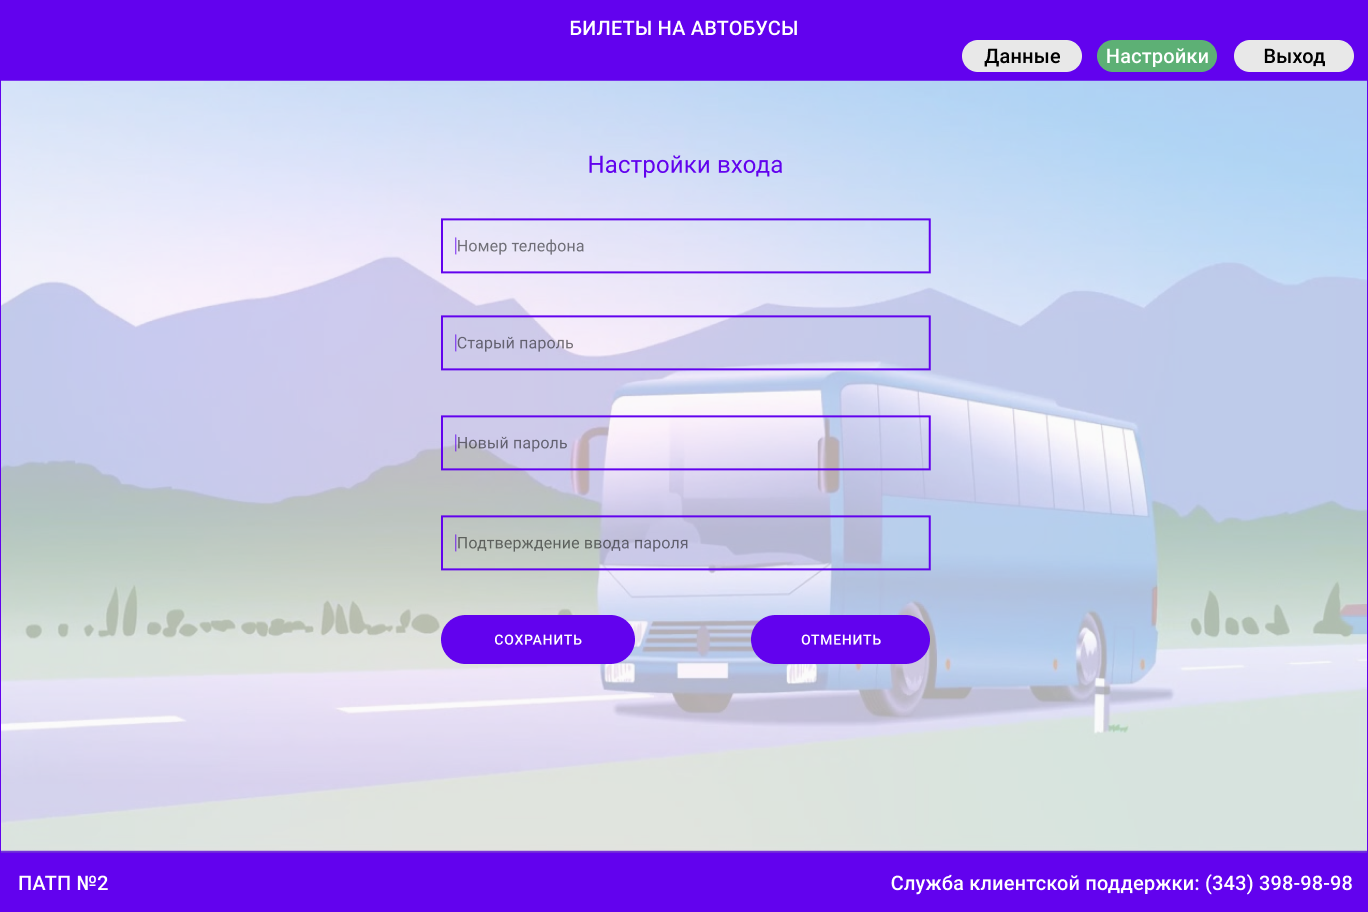 БИЛЕТЫ НА АВТОБУСЫ
Данные Настройки Выход
Настройки входа
Номер телефона
Старый пароль
Новый пароль
Подтверждение ввода пароля
СОХРАНИТЬ ОТМЕНИТЬ
ПАТП №2 Служба клиентской поддержки: (343) 398-98-98